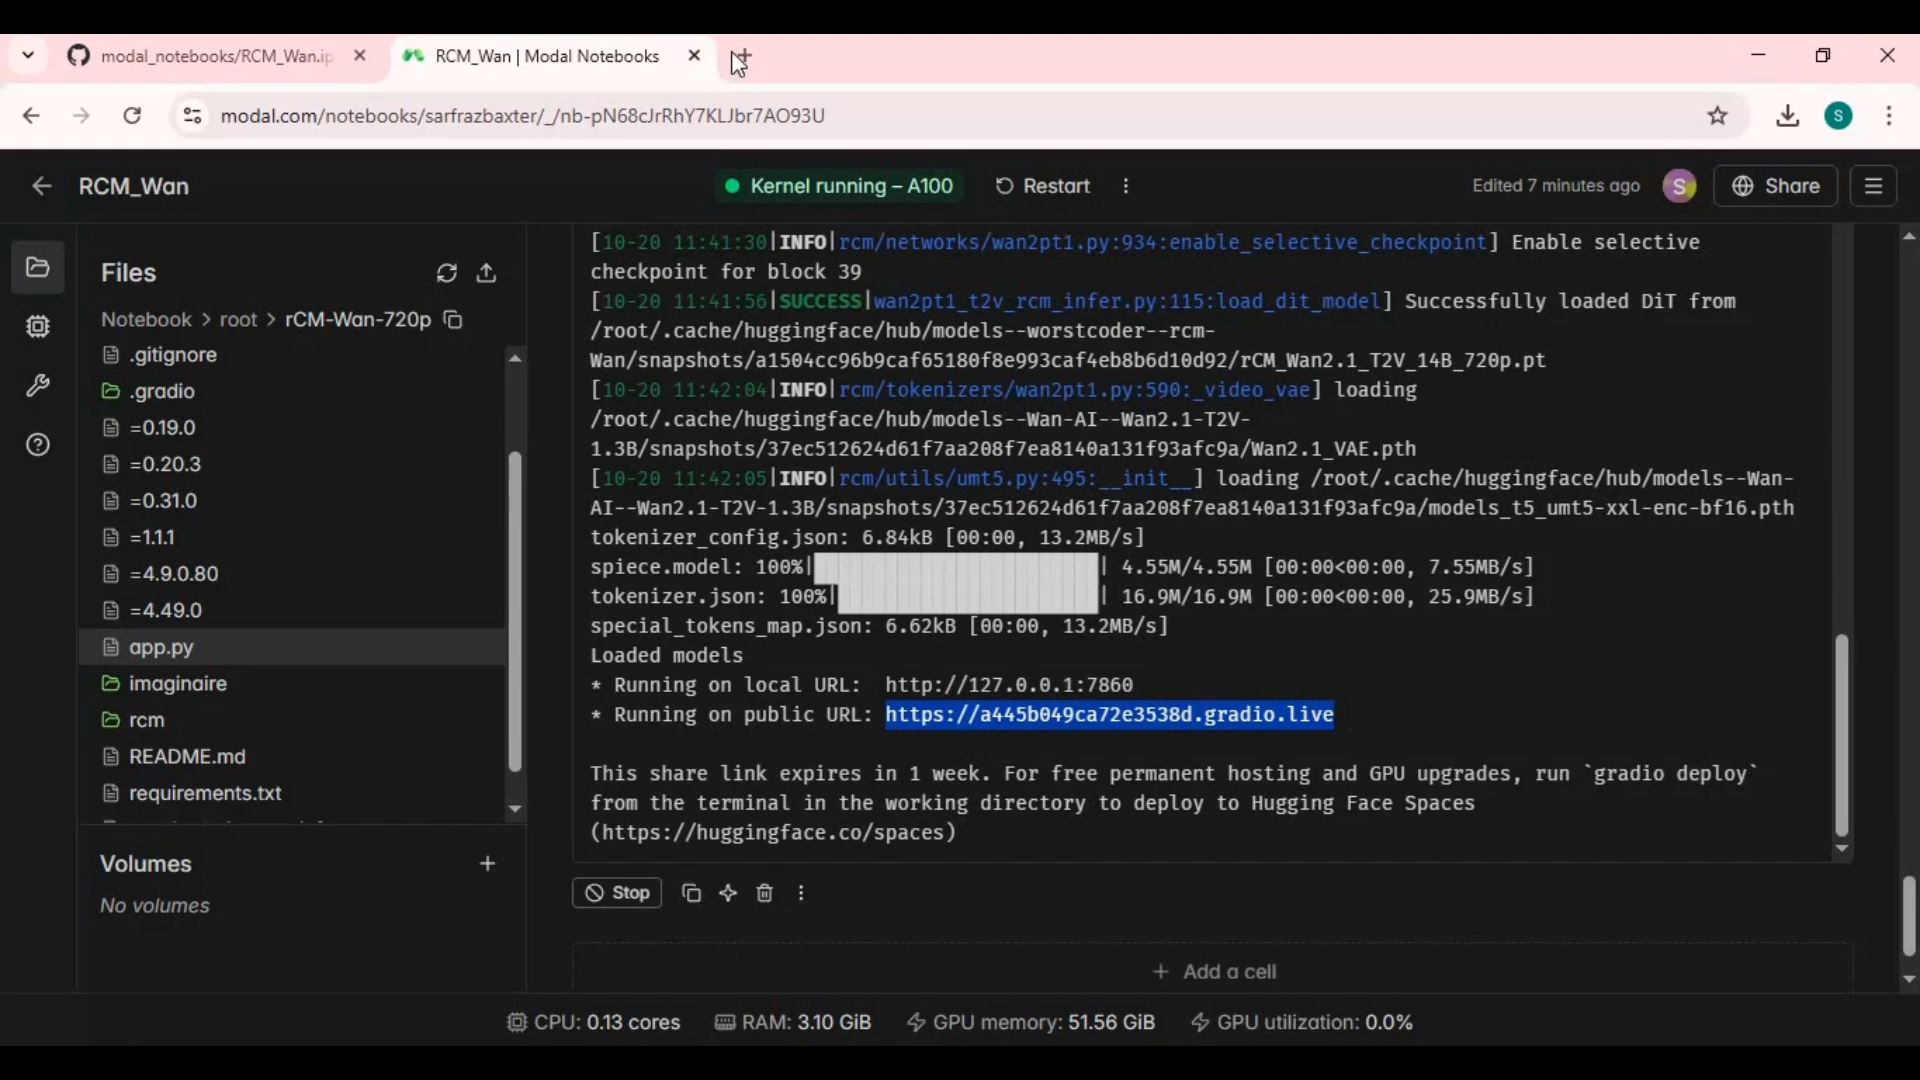 modal_notebooks/RCM_Wan.ip
RCM_Wan | Modal Notebooks
modal.com/notebooks/sarfrazbaxter/_/nb-pN68cJrRhY7KLJbr7AO93U
S
RCM_Wan
Kernel running – A100
Restart
Edited 7 minutes ago
S
Share
Files
Notebook > root > rCM-Wan-720p
.gitignore
.gradio
=0.19.0
=0.20.3
=0.31.0
=1.1.1
=4.9.0.80
=4.49.0
app.py
imaginaire
rcm
README.md
requirements.txt
Volumes
No volumes
[10-20 11:41:30|INFO|rcm/networks/wan2pt1.py:934:enable_selective_checkpoint] Enable selective
checkpoint for block 39
[10-20 11:41:56|SUCCESS|wan2pt1_t2v_rcm_infer.py:115:load_dit_model] Successfully loaded DiT from
/root/.cache/huggingface/hub/models--worstcoder--rcm-
Wan/snapshots/a1504cc96b9caf65180f8e993caf4eb8b6d10d92/rCM_Wan2.1_T2V_14B_720p.pt
[10-20 11:42:04|INFO|rcm/tokenizers/wan2pt1.py:590:_video_vae] loading
/root/.cache/huggingface/hub/models--Wan-AI--Wan2.1-T2V-
1.3B/snapshots/37ec512624d61f7aa208f7ea8140a131f93afc9a/Wan2.1_VAE.pth
[10-20 11:42:05|INFO|rcm/utils/umt5.py:495:__init__] loading /root/.cache/huggingface/hub/models--Wan-
AI--Wan2.1-T2V-1.3B/snapshots/37ec512624d61f7aa208f7ea8140a131f93afc9a/models_t5_umt5-xxl-enc-bf16.pth
tokenizer_config.json: 6.84kB [00:00, 13.2MB/s]
spiece.model: 100%| | 4.55M/4.55M [00:00<00:00, 7.55MB/s]
tokenizer.json: 100%| | 16.9M/16.9M [00:00<00:00, 25.9MB/s]
special_tokens_map.json: 6.62kB [00:00, 13.2MB/s]
Loaded models
* Running on local URL: http://127.0.0.1:7860
* Running on public URL: https://a445b049ca72e3538d.gradio.live
This share link expires in 1 week. For free permanent hosting and GPU upgrades, run `gradio deploy`
from the terminal in the working directory to deploy to Hugging Face Spaces
(https://huggingface.co/spaces)
Stop
+ Add a cell
CPU: 0.13 cores
RAM: 3.10 GiB
GPU memory: 51.56 GiB
GPU utilization: 0.0%